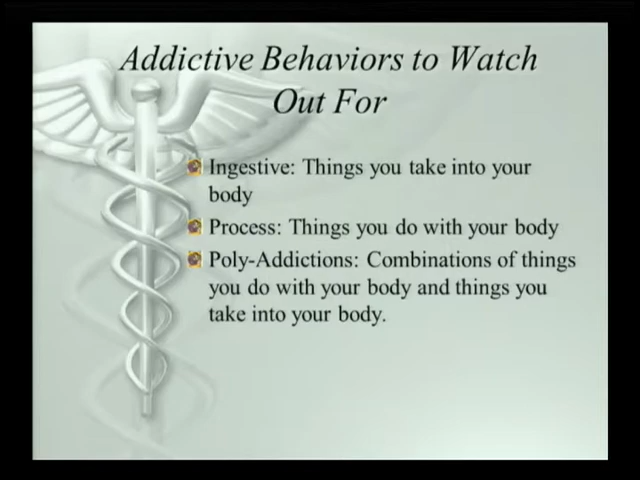 Addictive Behaviors to Watch
Out For
Ingestive: Things you take into your
body
Process: Things you do with your body
Poly-Addictions: Combinations of things
you do with your body and things you
take into your body.